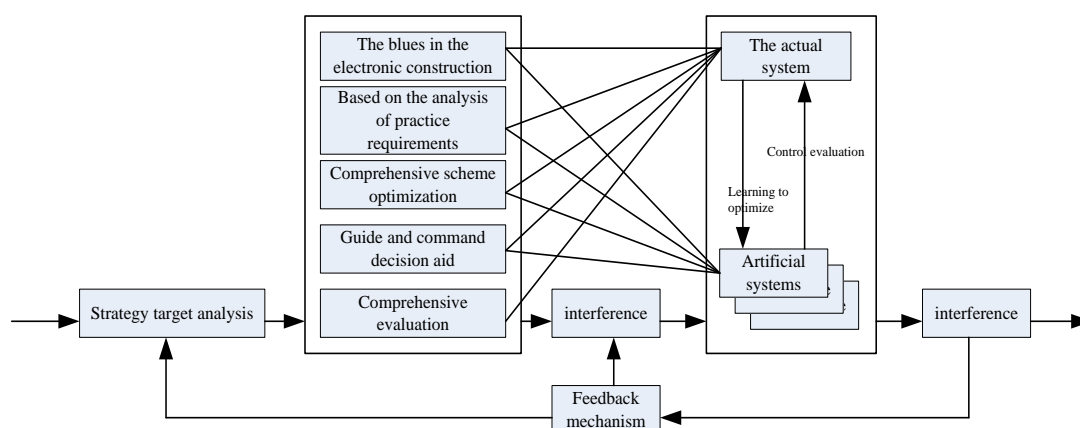 The blues in the
electronic construction
Based on the analysis
of practice
requirements
Comprehensive scheme
optimization
Guide and command
decision aid
Comprehensive
evaluation
Strategy target analysis
interference
The actual
system
Control evaluation
Learning to
optimize
Artificial
systems
interference
Feedback
mechanism